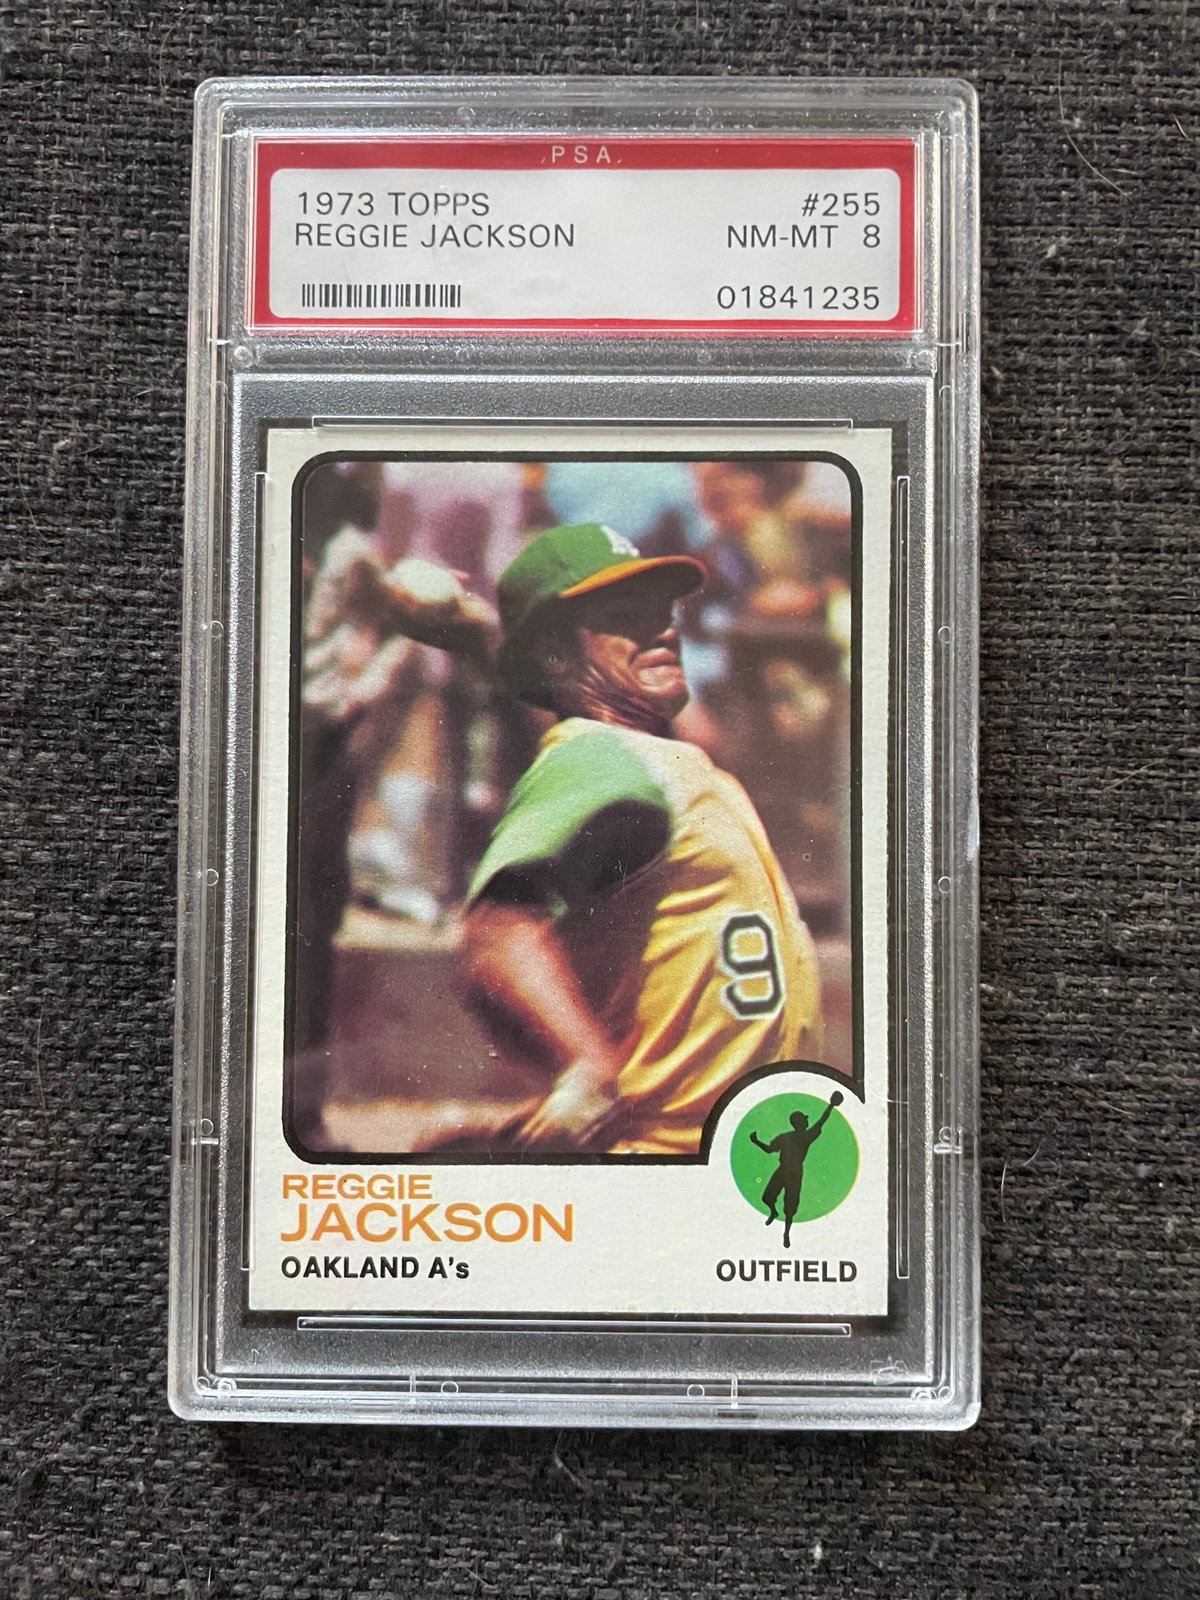 PSA
1973 TOPPS #255
REGGIE JACKSON NM-MT 8
01841235
A
9
REGGIE
JACKSON
OAKLAND A's OUTFIELD